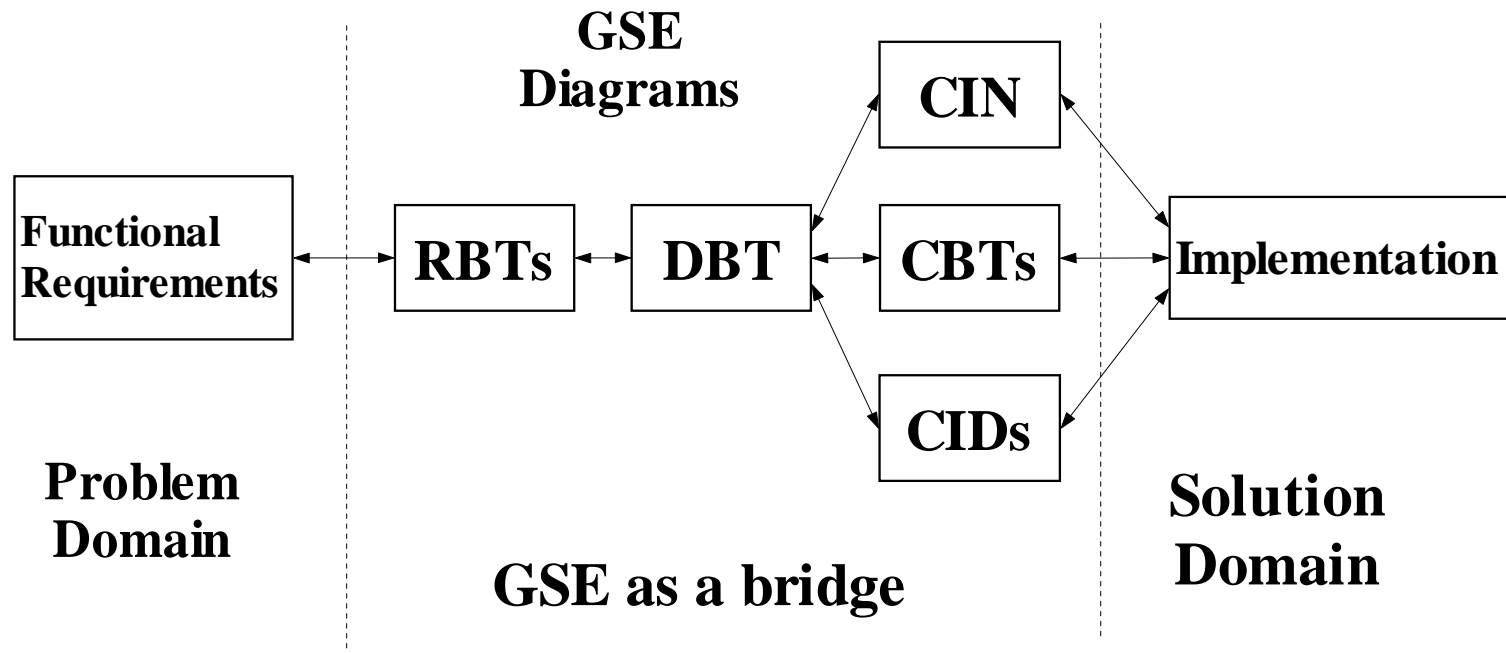 GSE
Diagrams
CIN
Functional
Requirements
RBTs
DBT
CBTs
Implementation
CIDs
Problem
Domain
Solution
Domain
GSE as a bridge